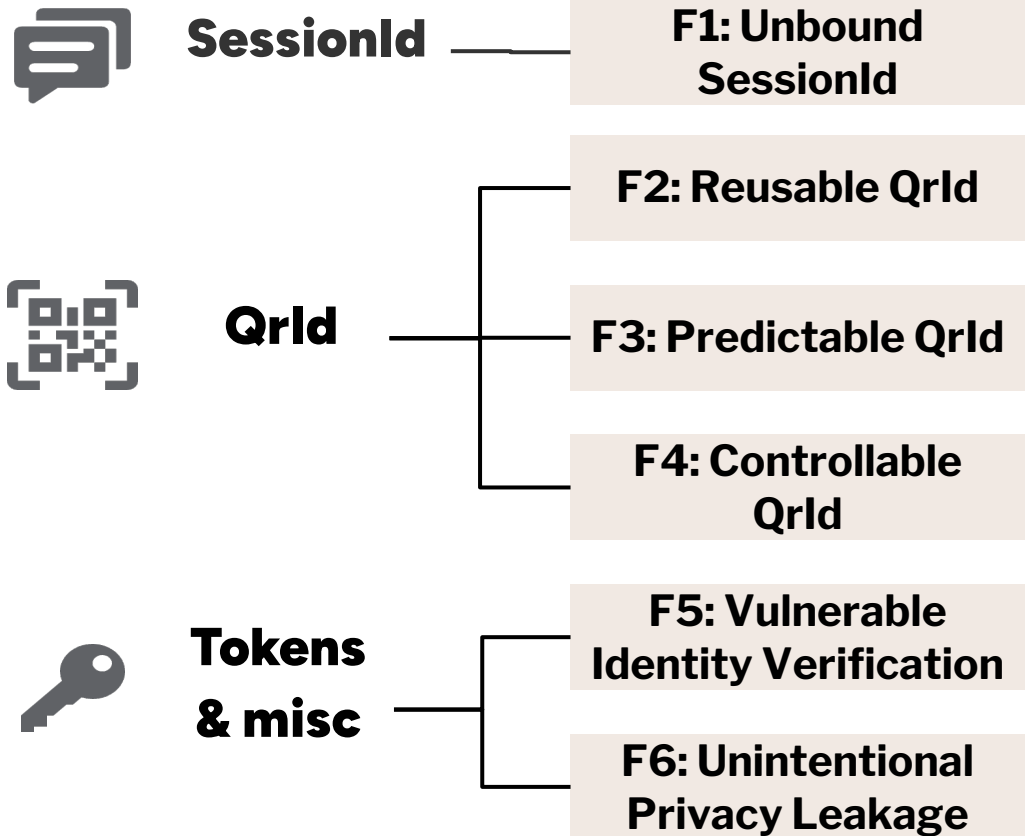 SessionId
F1: Unbound
SessionId
QrId
F2: Reusable QrId
F3: Predictable QrId
F4: Controllable
QrId
Tokens
& misc
F5: Vulnerable
Identity Verification
F6: Unintentional
Privacy Leakage